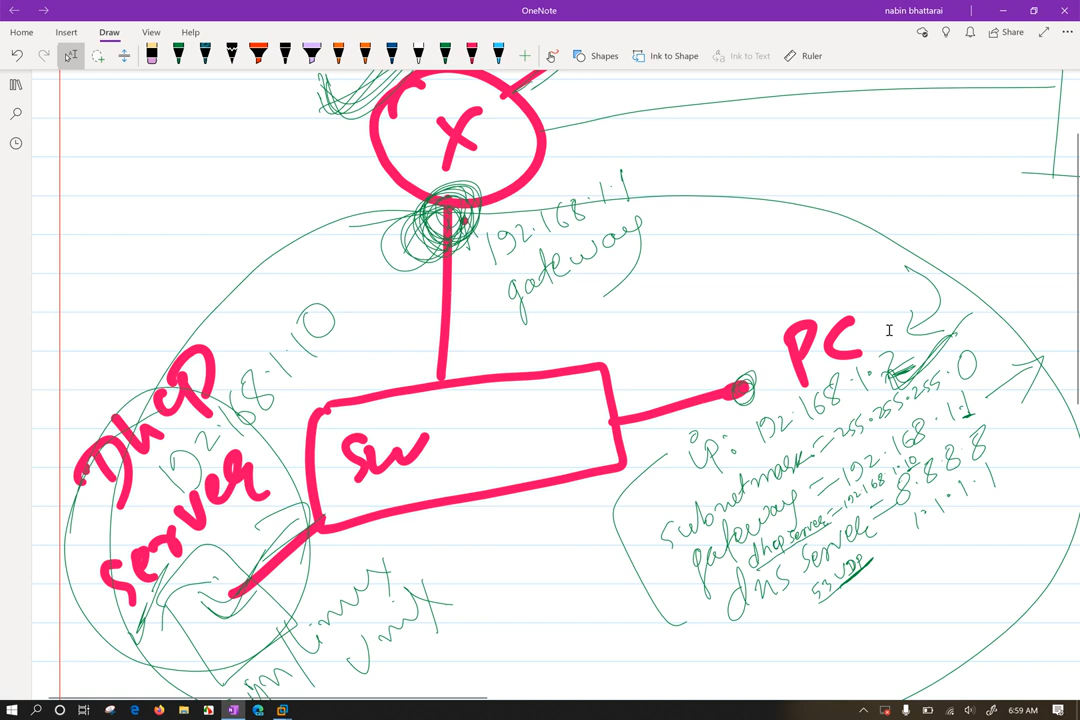 OneNote
nabin bhattarai
Home
Insert
Draw
View
Help
Share
Shapes
Ink to Shape
Ink to Text
Ruler
X
192.168.1.1
gateway
PC
Dhcp
server
192.168.1.10
SW
ip: 192.168.1.2
subnetmask = 255.255.255.0
gateway = 192.168.1.1
dhcp server = 192.168.1.10
dns server = 8.8.8.8
1.1.1.1
53 UDP
unix
6:59 AM